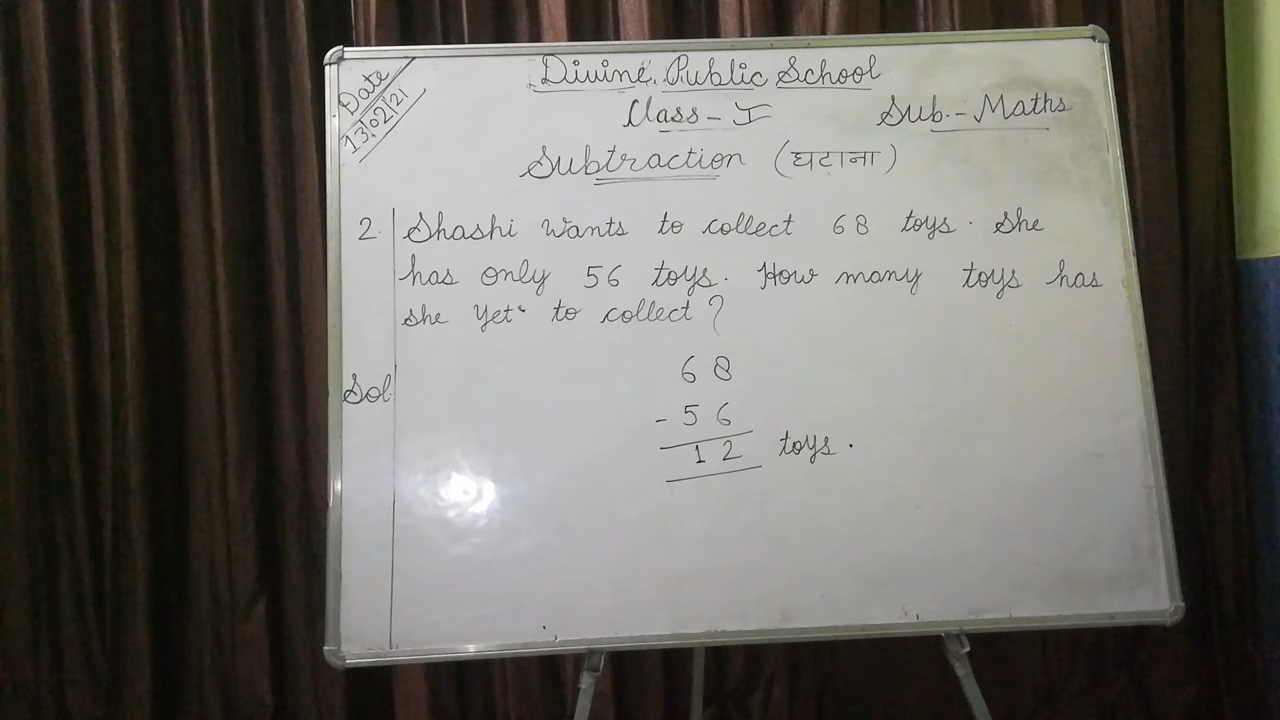 Date
13/02/21
Divine Public School
Class - I Sub. - Maths
Subtraction (घटाना)
2. Shashi wants to collect 68 toys. She
has only 56 toys. How many toys has
she yet to collect?
Sol.
68
- 56
12 toys.